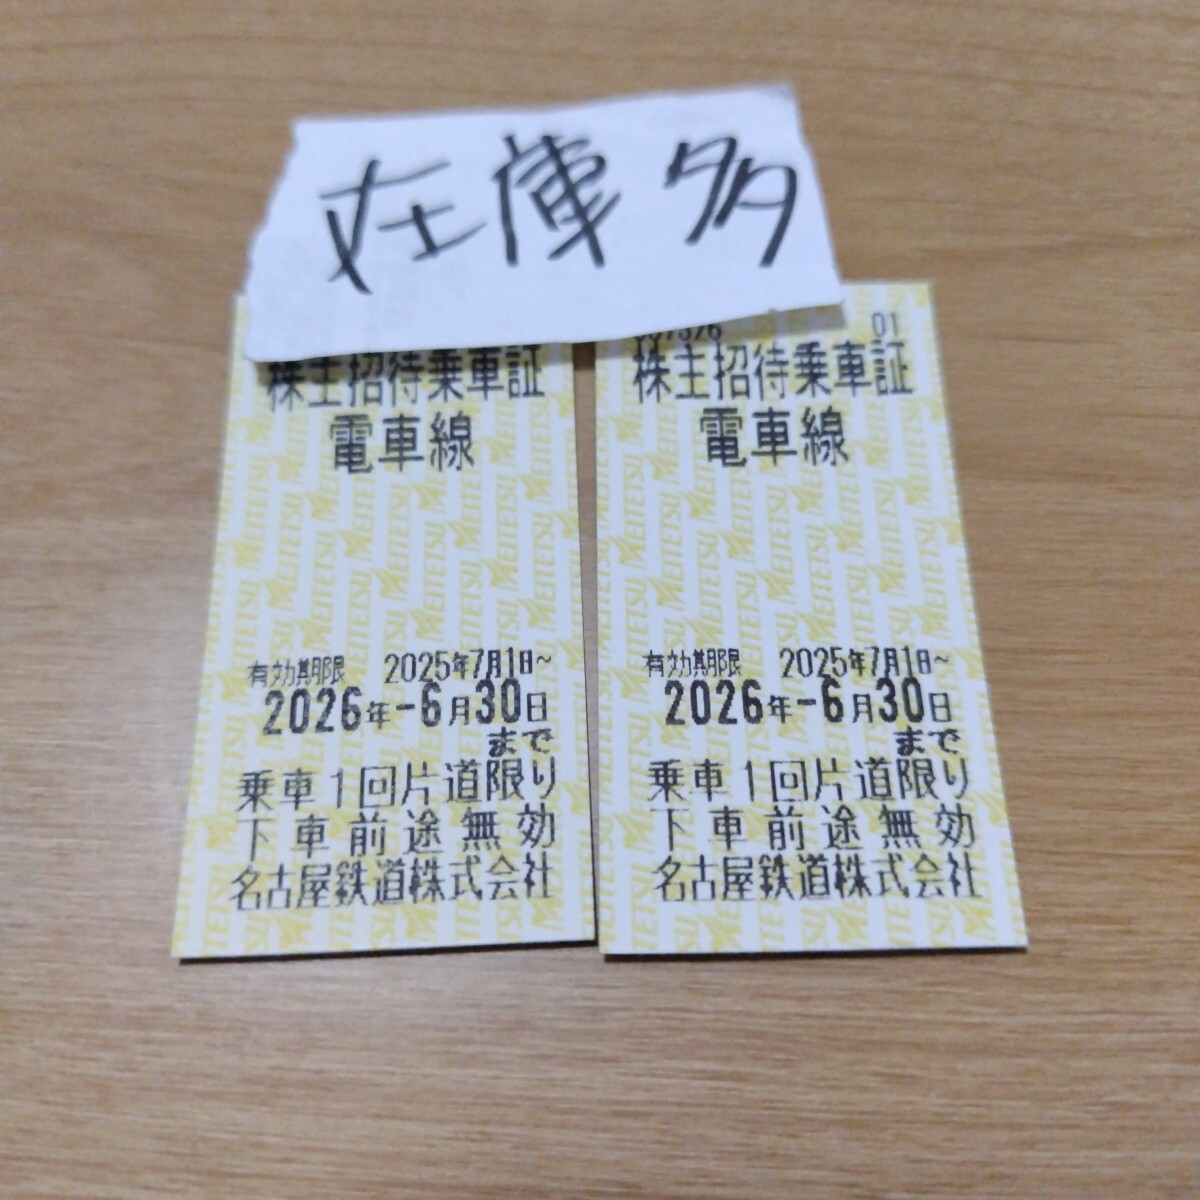 在庫多
株主招待乗車証
電車線
有効期限 2025年7月1日~
2026年-6月30日
まで
乗車1回片道限り
下車前途無効
名古屋鉄道株式会社
01
株主招待乗車証
電車線
有効期限 2025年7月1日~
2026年-6月30日
まで
乗車1回片道限り
下車前途無効
名古屋鉄道株式会社
MEITETSU